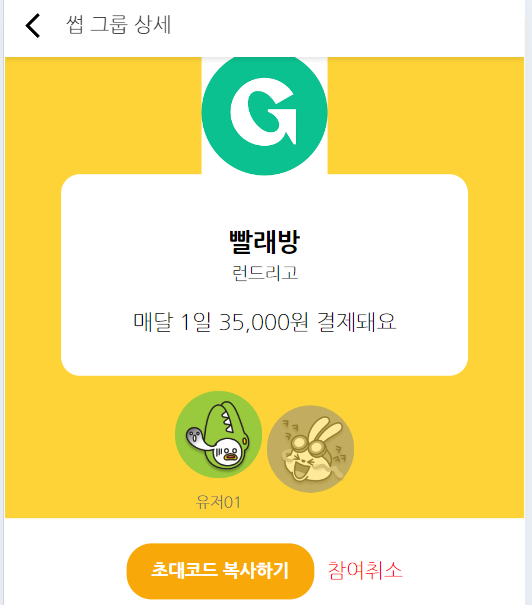 썹 그룹 상세
G
빨래방
런드리고
매달 1일 35,000원 결제돼요
유저01
초대코드 복사하기 참여취소